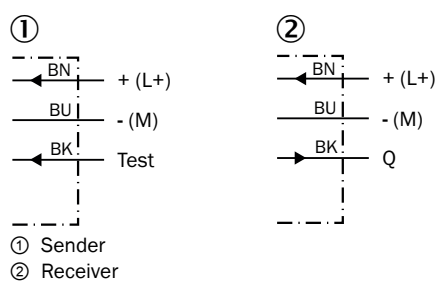 ① ②
BN + (L+) BN + (L+)
BU - (M) BU - (M)
BK Test BK Q
① Sender
② Receiver